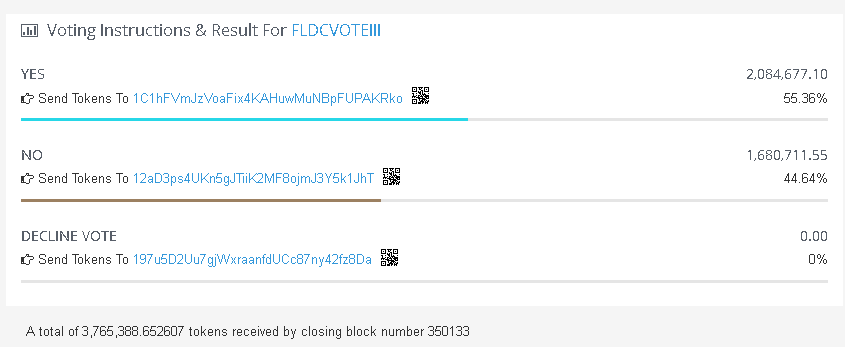 Voting Instructions & Result For FLDCVOTEIII
YES 2,084,677.10
Send Tokens To 1C1hFVmJzVoaFix4KAHuwMuNBpFUPAKRko 55.36%
NO 1,680,711.55
Send Tokens To 12aD3ps4UKn5gJTiiK2MF8ojmJ3Y5k1JhT 44.64%
DECLINE VOTE 0.00
Send Tokens To 197u5D2Uu7gjWxraanfdUCc87ny42fz8Da 0%
A total of 3,765,388.652607 tokens received by closing block number 350133